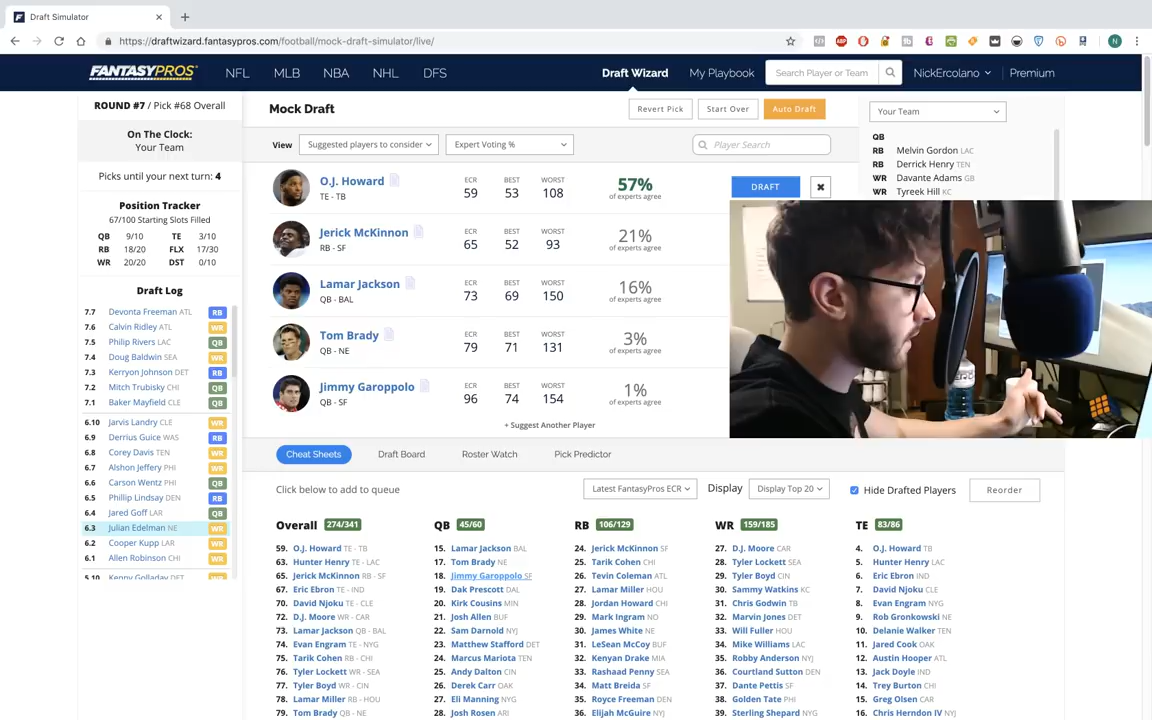 Draft Simulator
https://draftwizard.fantasypros.com/football/mock-draft-simulator/live/
FANTASYPROS NFL MLB NBA NHL DFS Draft Wizard My Playbook Search Player or Team NickErcolano Premium
ROUND #7 / Pick #68 Overall
On The Clock:
Your Team
Picks until your next turn: 4
Position Tracker
67/100 Starting Slots Filled
QB 9/10 TE 3/10
RB 18/20 FLX 17/30
WR 20/20 DST 0/10
Draft Log
7.7 Devonta Freeman ATL RB
7.6 Calvin Ridley ATL WR
7.5 Philip Rivers LAC QB
7.4 Doug Baldwin SEA WR
7.3 Kerryon Johnson DET RB
7.2 Mitch Trubisky CHI QB
7.1 Baker Mayfield CLE QB
6.10 Jarvis Landry CLE WR
6.9 Derrius Guice WAS RB
6.8 Corey Davis TEN WR
6.7 Alshon Jeffery PHI WR
6.6 Carson Wentz PHI QB
6.5 Phillip Lindsay DEN RB
6.4 Jared Goff LAR QB
6.3 Julian Edelman NE WR
6.2 Cooper Kupp LAR WR
6.1 Allen Robinson CHI WR
5.10 Kenny Golladay DET WR
Mock Draft Revert Pick Start Over Auto Draft
View Suggested players to consider Expert Voting % Player Search
O.J. Howard ECR BEST WORST 57% DRAFT
TE - TB 59 53 108 of experts agree
Jerick McKinnon ECR BEST WORST 21%
RB - SF 65 52 93 of experts agree
Lamar Jackson ECR BEST WORST 16%
QB - BAL 73 69 150 of experts agree
Tom Brady ECR BEST WORST 3%
QB - NE 79 71 131 of experts agree
Jimmy Garoppolo ECR BEST WORST 1%
QB - SF 96 74 154 of experts agree
+ Suggest Another Player
Your Team
QB
RB Melvin Gordon LAC
RB Derrick Henry TEN
WR Davante Adams GB
WR Tyreek Hill KC
Cheat Sheets Draft Board Roster Watch Pick Predictor
Click below to add to queue Latest FantasyPros ECR Display Display Top 20 Hide Drafted Players Reorder
Overall 274/341 QB 45/60 RB 106/129 WR 159/185 TE 83/86
59. O.J. Howard TE - TB 15. Lamar Jackson BAL 24. Jerick McKinnon SF 27. D.J. Moore CAR 4. O.J. Howard TB
63. Hunter Henry TE - LAC 17. Tom Brady NE 25. Tarik Cohen CHI 28. Tyler Lockett SEA 5. Hunter Henry LAC
65. Jerick McKinnon RB - SF 18. Jimmy Garoppolo SF 26. Tevin Coleman ATL 29. Tyler Boyd CIN 6. Eric Ebron IND
67. Eric Ebron TE - IND 19. Dak Prescott DAL 27. Lamar Miller HOU 30. Sammy Watkins KC 7. David Njoku CLE
70. David Njoku TE - CLE 20. Kirk Cousins MIN 28. Jordan Howard CHI 31. Chris Godwin TB 8. Evan Engram NYG
72. D.J. Moore WR - CAR 21. Josh Allen BUF 29. Mark Ingram NO 32. Marvin Jones DET 9. Rob Gronkowski NE
73. Lamar Jackson QB - BAL 22. Sam Darnold NYJ 30. James White NE 33. Will Fuller HOU 10. Delanie Walker TEN
74. Evan Engram TE - NYG 23. Matthew Stafford DET 31. LeSean McCoy BUF 34. Mike Williams LAC 11. Jared Cook OAK
75. Tarik Cohen RB - CHI 24. Marcus Mariota TEN 32. Kenyan Drake MIA 35. Robby Anderson NYJ 12. Austin Hooper ATL
76. Tyler Lockett WR - SEA 25. Andy Dalton CIN 33. Rashaad Penny SEA 36. Courtland Sutton DEN 13. Jack Doyle IND
77. Tyler Boyd WR - CIN 26. Derek Carr OAK 34. Matt Breida SF 37. Dante Pettis SF 14. Trey Burton CHI
78. Lamar Miller RB - HOU 27. Eli Manning NYG 35. Royce Freeman DEN 38. Golden Tate PHI 15. Greg Olsen CAR
79. Tom Brady QB - NE 28. Josh Rosen ARI 36. Elijah McGuire NYJ 39. Sterling Shepard NYG 16. Chris Herndon IV NYJ